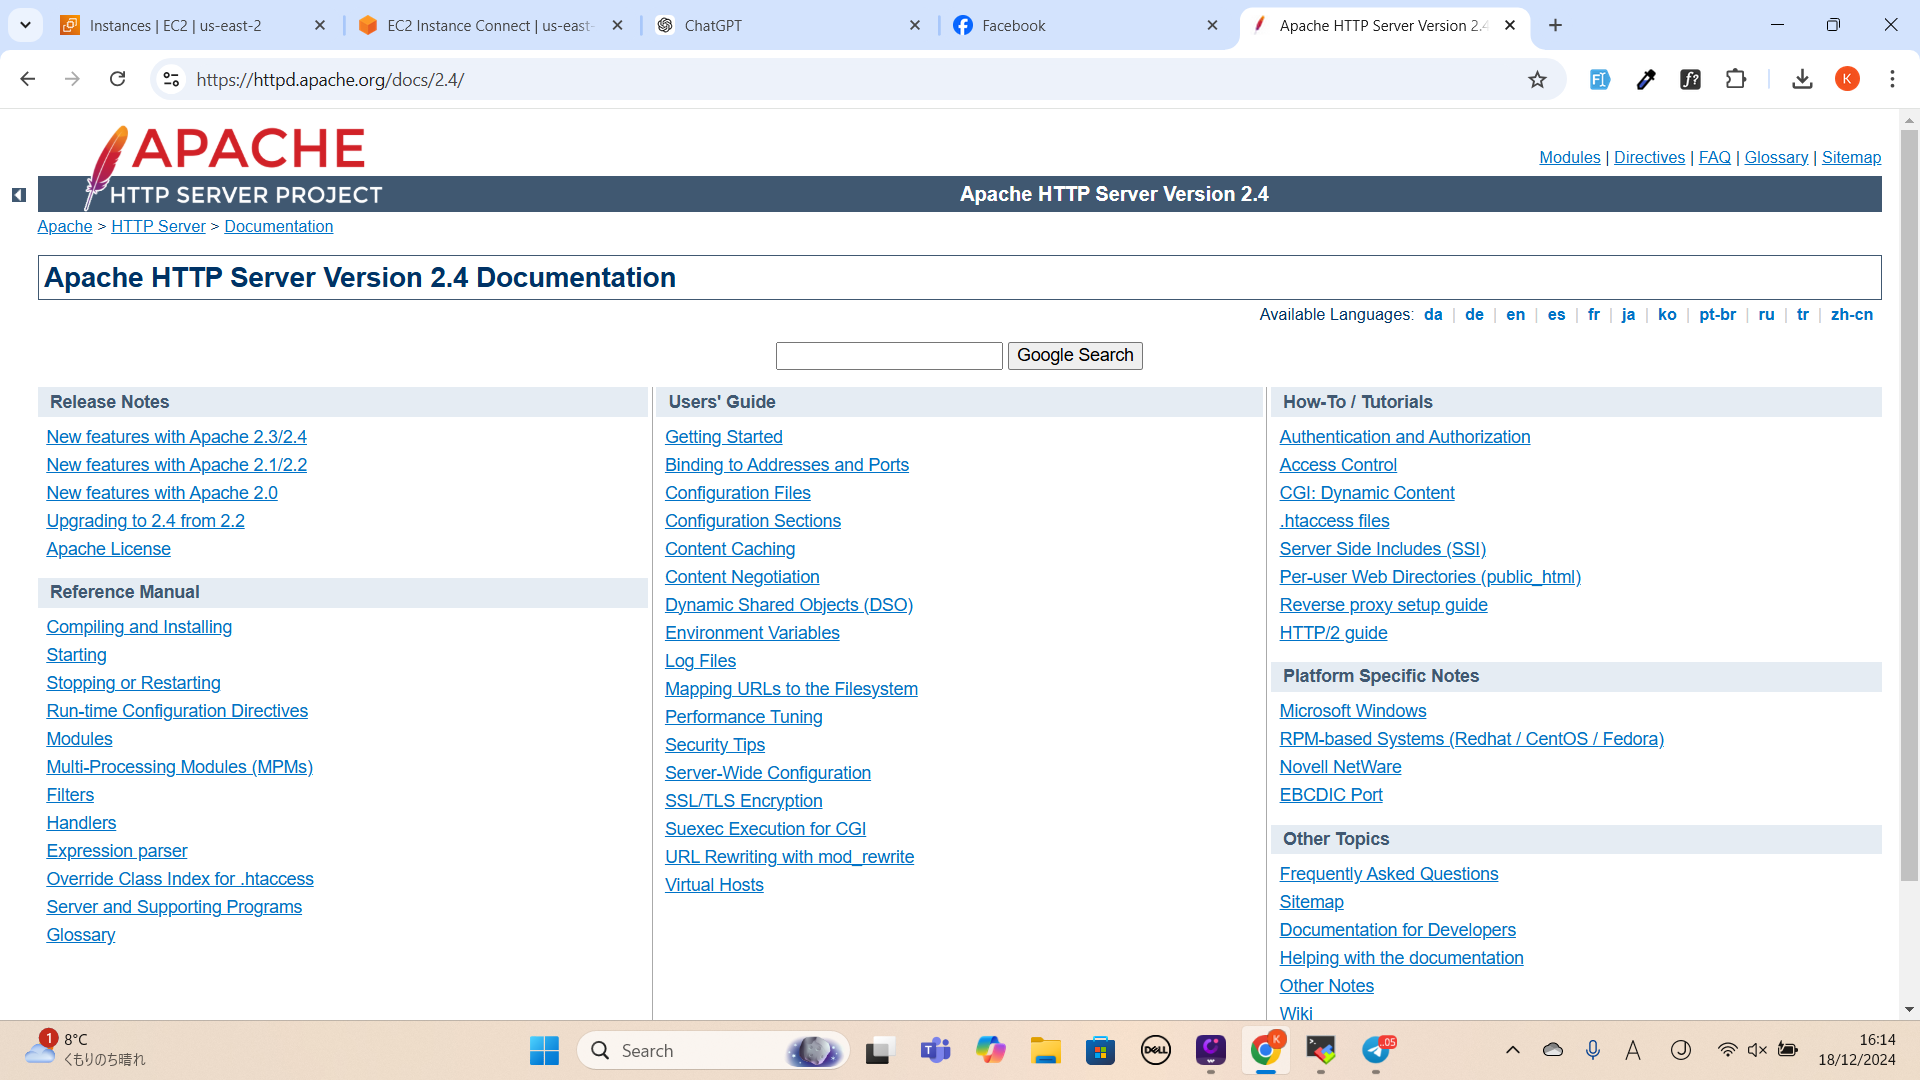 Instances | EC2 | us-east-2
EC2 Instance Connect | us-east-
ChatGPT
Facebook
Apache HTTP Server Version 2.4
https://httpd.apache.org/docs/2.4/
K
APACHE
HTTP SERVER PROJECT
Modules | Directives | FAQ | Glossary | Sitemap
Apache HTTP Server Version 2.4
Apache > HTTP Server > Documentation
Apache HTTP Server Version 2.4 Documentation
Available Languages: da | de | en | es | fr | ja | ko | pt-br | ru | tr | zh-cn
Google Search
Release Notes
New features with Apache 2.3/2.4
New features with Apache 2.1/2.2
New features with Apache 2.0
Upgrading to 2.4 from 2.2
Apache License
Reference Manual
Compiling and Installing
Starting
Stopping or Restarting
Run-time Configuration Directives
Modules
Multi-Processing Modules (MPMs)
Filters
Handlers
Expression parser
Override Class Index for .htaccess
Server and Supporting Programs
Glossary
Users' Guide
Getting Started
Binding to Addresses and Ports
Configuration Files
Configuration Sections
Content Caching
Content Negotiation
Dynamic Shared Objects (DSO)
Environment Variables
Log Files
Mapping URLs to the Filesystem
Performance Tuning
Security Tips
Server-Wide Configuration
SSL/TLS Encryption
Suexec Execution for CGI
URL Rewriting with mod_rewrite
Virtual Hosts
How-To / Tutorials
Authentication and Authorization
Access Control
CGI: Dynamic Content
.htaccess files
Server Side Includes (SSI)
Per-user Web Directories (public_html)
Reverse proxy setup guide
HTTP/2 guide
Platform Specific Notes
Microsoft Windows
RPM-based Systems (Redhat / CentOS / Fedora)
Novell NetWare
EBCDIC Port
Other Topics
Frequently Asked Questions
Sitemap
Documentation for Developers
Helping with the documentation
Other Notes
Wiki
1
8°C
くもりのち晴れ
Search
DELL
K
.05
A
J
16:14
18/12/2024